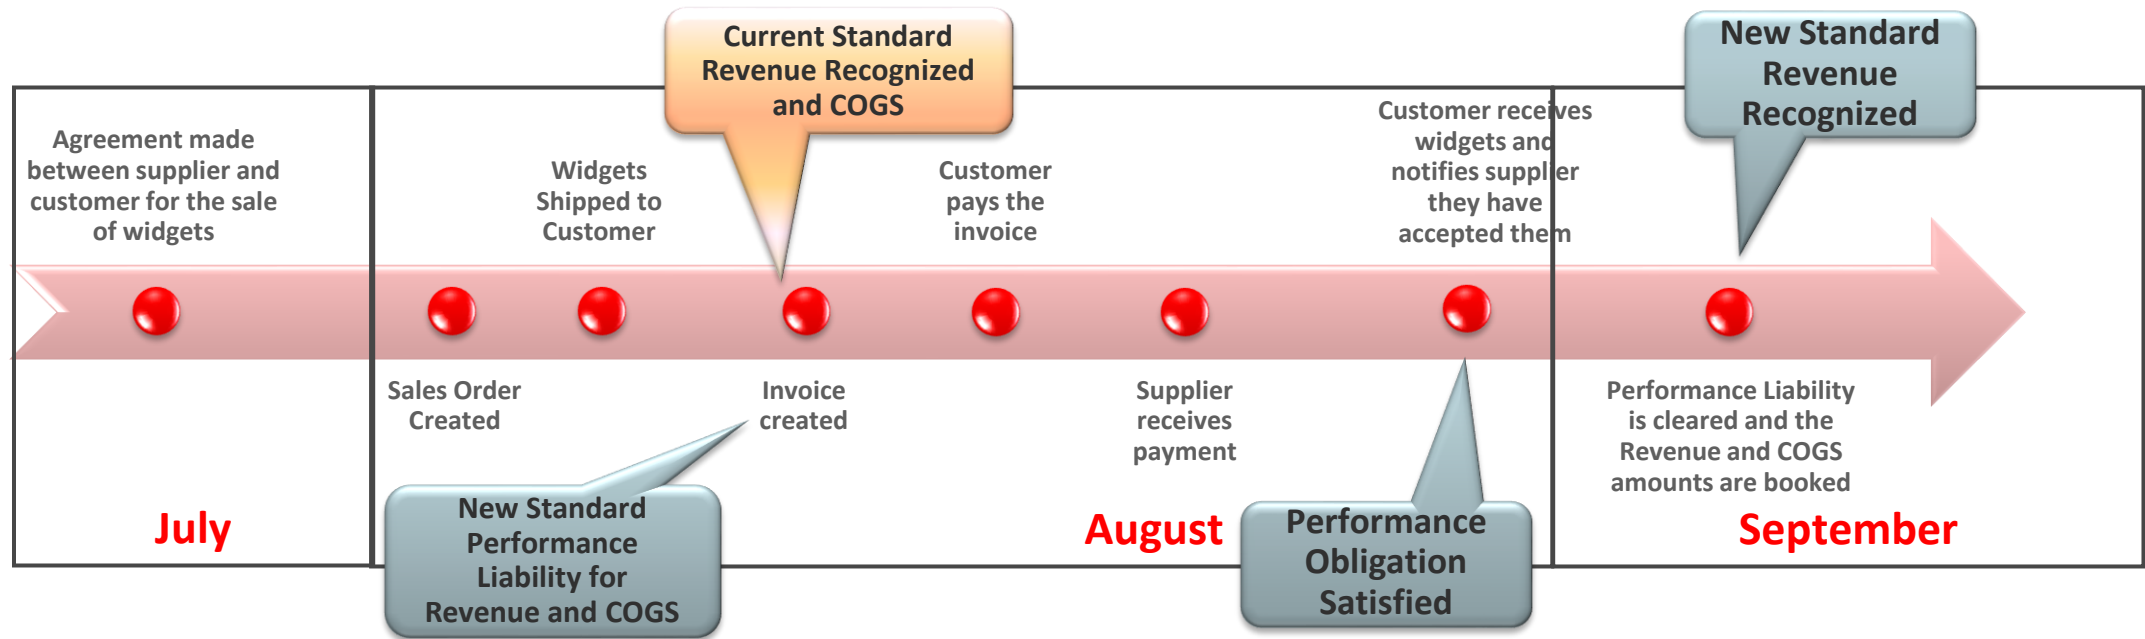 Current Standard
Revenue Recognized
and COGS
New Standard
Revenue
Recognized
Agreement made
between supplier and
customer for the sale
of widgets
Widgets
Shipped to
Customer
Customer
pays the
invoice
Customer receives
widgets and
notifies supplier
they have
accepted them
Sales Order
Created
Invoice
created
Supplier
receives
payment
Performance Liability
is cleared and the
Revenue and COGS
amounts are booked
New Standard
Performance
Liability for
Revenue and COGS
Performance
Obligation
Satisfied
July
August
September